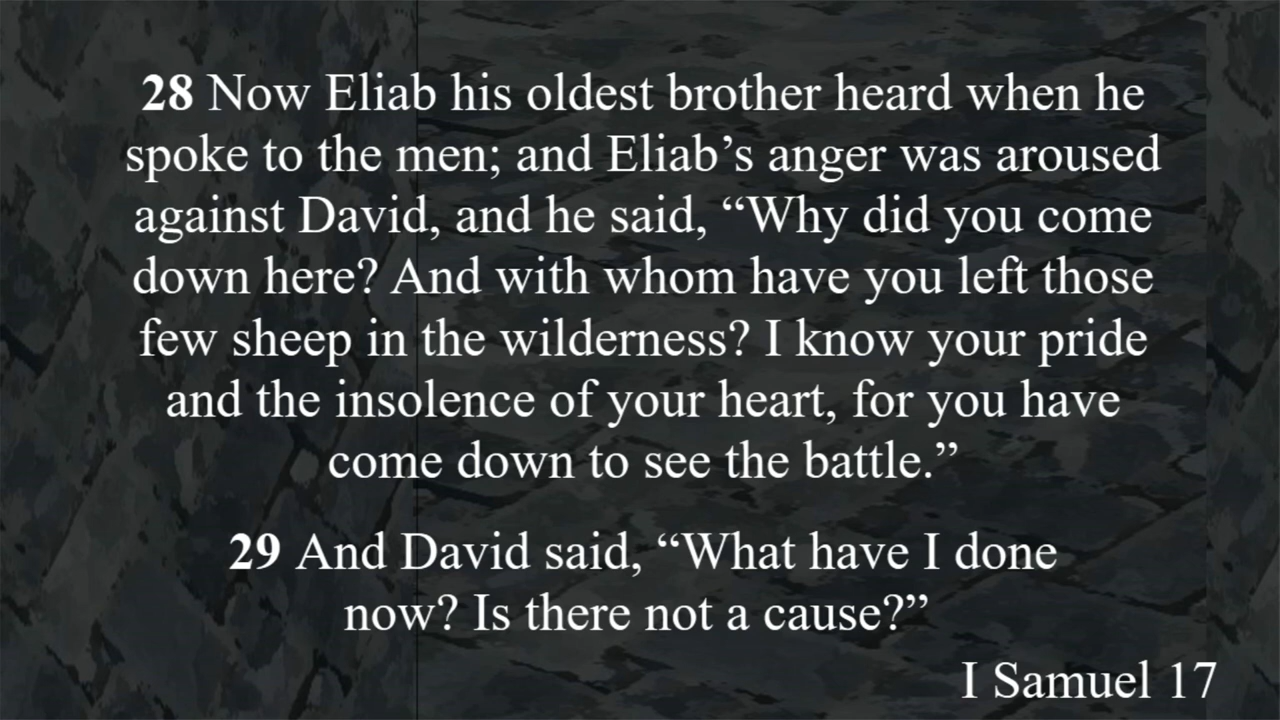 28 Now Eliab his oldest brother heard when he
spoke to the men; and Eliab’s anger was aroused
against David, and he said, “Why did you come
down here? And with whom have you left those
few sheep in the wilderness? I know your pride
and the insolence of your heart, for you have
come down to see the battle.”
29 And David said, “What have I done
now? Is there not a cause?”
I Samuel 17